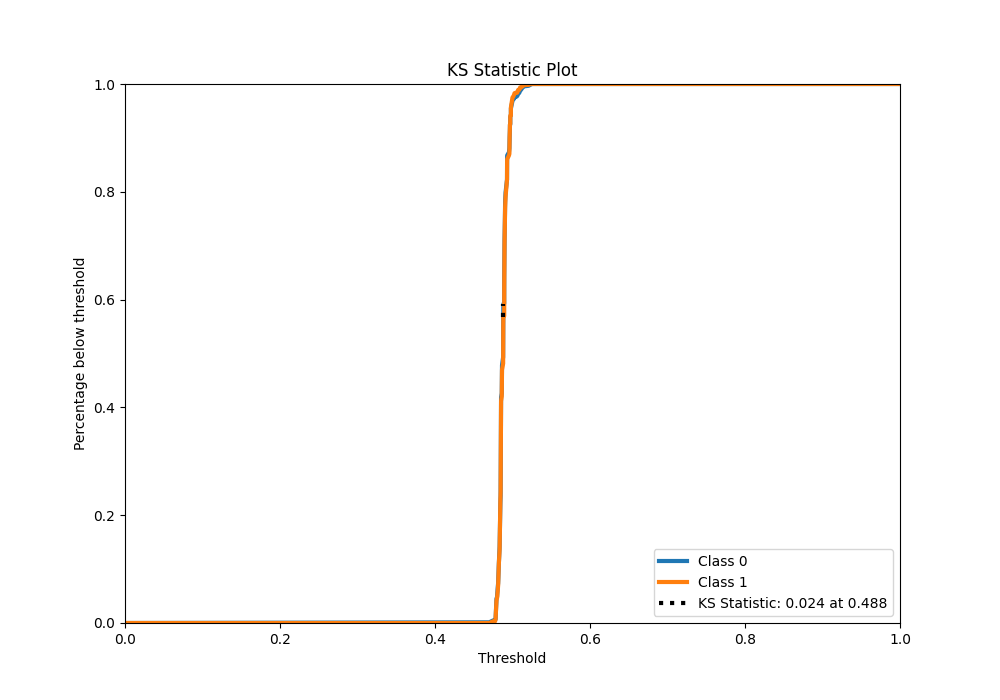 KS Statistic Plot
1.0
0.8
0.6
0.4
0.2
0.0
Percentage below threshold
0.0 0.2 0.4 0.6 0.8 1.0
Threshold
Class 0
Class 1
KS Statistic: 0.024 at 0.488